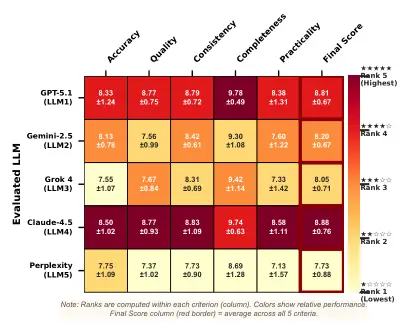 Accuracy
Quality
Consistency
Completeness
Practicality
Final Score
Evaluated LLM
GPT-5.1
(LLM1)
8.33 8.77 8.79 9.78 8.38 8.81
±1.24 ±0.75 ±0.72 ±0.49 ±1.31 ±0.67
Gemini-2.5
(LLM2)
8.13 7.56 8.42 9.30 7.60 8.20
±0.78 ±0.99 ±0.61 ±1.08 ±1.22 ±0.67
Grok 4
(LLM3)
7.55 7.67 8.31 9.42 7.33 8.05
±1.07 ±0.84 ±0.69 ±1.14 ±1.42 ±0.71
Claude-4.5
(LLM4)
8.50 8.77 8.83 9.74 8.58 8.88
±1.02 ±0.93 ±1.09 ±0.63 ±1.11 ±0.76
Perplexity
(LLM5)
7.75 7.37 7.73 8.69 7.13 7.73
±1.09 ±1.02 ±0.90 ±1.28 ±1.57 ±0.88
★★★★★
Rank 5
(Highest)
★★★★☆
Rank 4
★★★☆☆
Rank 3
★★☆☆☆
Rank 2
★☆☆☆☆
Rank 1
(Lowest)
Note: Ranks are computed within each criterion (column). Colors show relative performance.
Final Score column (red border) = average across all 5 criteria.